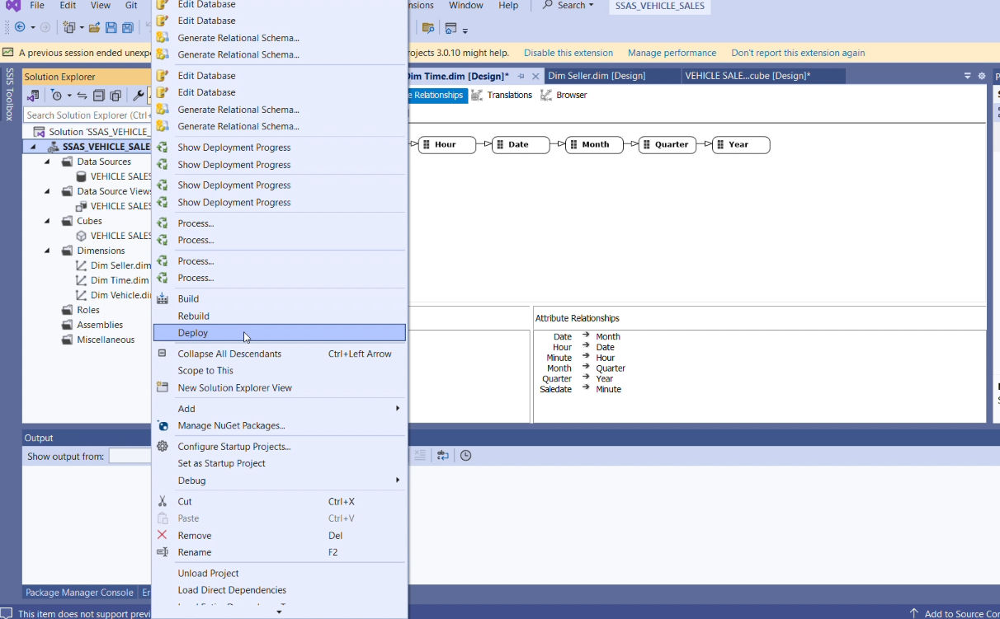 File Edit View Git
Window Help
Search
SSAS_VEHICLE_SALES
A previous session ended
rojects 3.0.10 might help. Disable this extension Manage performance Don't report this extension again
SSIS Toolbox
Solution Explorer
Search Solution Explorer (Ctrl+
Solution 'SSAS_VEHICLE_
SSAS_VEHICLE_SALE
Data Sources
VEHICLE SALES
Data Source Views
VEHICLE SALES
Cubes
VEHICLE SALES
Dimensions
Dim Seller.dim
Dim Time.dim
Dim Vehicle.di
Roles
Assemblies
Miscellaneous
Edit Database
Edit Database
Generate Relational Schema...
Generate Relational Schema...
Edit Database
Edit Database
Generate Relational Schema...
Generate Relational Schema...
Show Deployment Progress
Show Deployment Progress
Show Deployment Progress
Show Deployment Progress
Process...
Process...
Process...
Process...
Build
Rebuild
Deploy
Collapse All Descendants Ctrl+Left Arrow
Scope to This
New Solution Explorer View
Add
Manage NuGet Packages...
Configure Startup Projects...
Set as Startup Project
Debug
Cut Ctrl+X
Paste Ctrl+V
Remove Del
Rename F2
Unload Project
Load Direct Dependencies
Dim Time.dim [Design]* Dim Seller.dim [Design] VEHICLE SALE...cube [Design]*
e Relationships Translations Browser
Hour Date Month Quarter Year
Attribute Relationships
Date Month
Hour Date
Minute Hour
Month Quarter
Quarter Year
Saledate Minute
Output
Show output from:
Package Manager Console Er
This item does not support previ
Add to Source Con